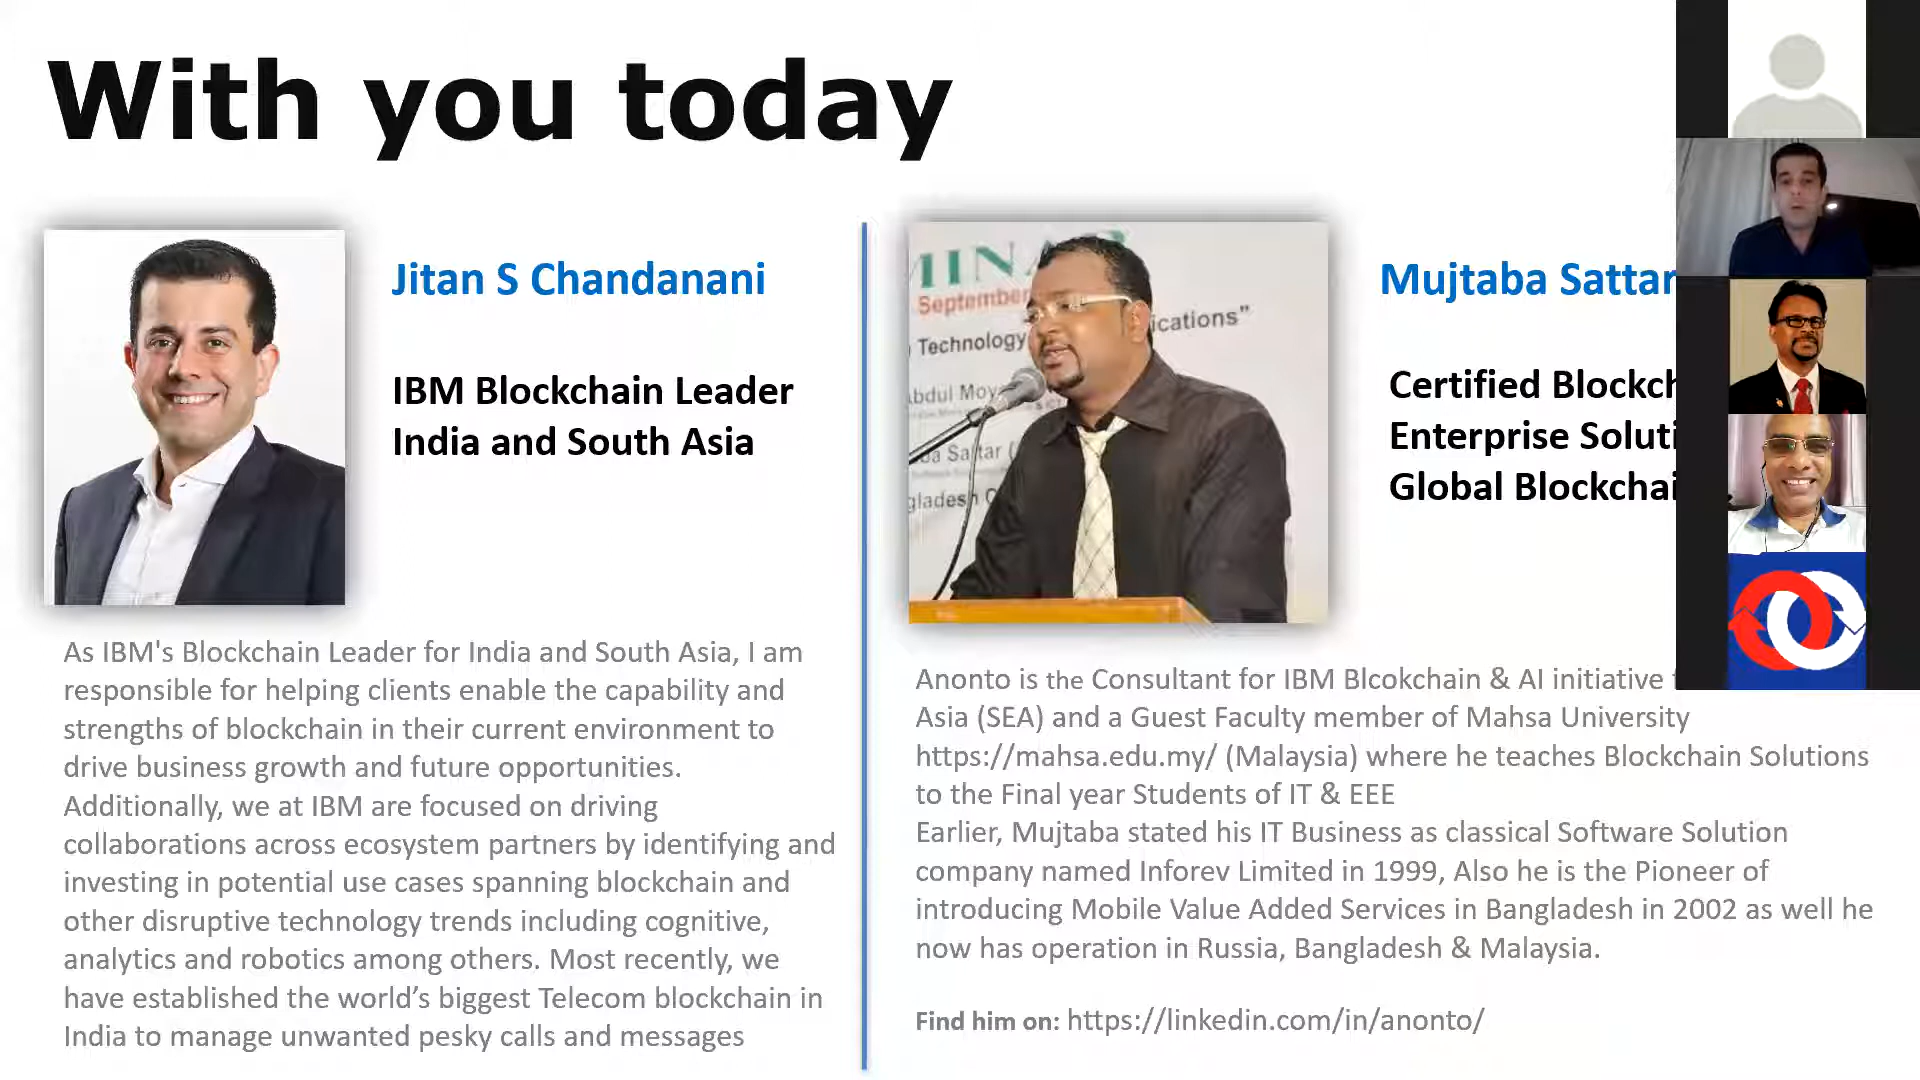 With you today
Jitan S Chandanani
IBM Blockchain Leader
India and South Asia
As IBM's Blockchain Leader for India and South Asia, I am
responsible for helping clients enable the capability and
strengths of blockchain in their current environment to
drive business growth and future opportunities.
Additionally, we at IBM are focused on driving
collaborations across ecosystem partners by identifying and
investing in potential use cases spanning blockchain and
other disruptive technology trends including cognitive,
analytics and robotics among others. Most recently, we
have established the world's biggest Telecom blockchain in
India to manage unwanted pesky calls and messages
September
Technology
ications"
Abdul Moy
Sattar
gladesh
Mujtaba Sattar
Certified Blockch
Enterprise Soluti
Global Blockchai
Anonto is the Consultant for IBM Blcokchain & AI initiative
Asia (SEA) and a Guest Faculty member of Mahsa University
https://mahsa.edu.my/ (Malaysia) where he teaches Blockchain Solutions
to the Final year Students of IT & EEE
Earlier, Mujtaba stated his IT Business as classical Software Solution
company named Inforev Limited in 1999, Also he is the Pioneer of
introducing Mobile Value Added Services in Bangladesh in 2002 as well he
now has operation in Russia, Bangladesh & Malaysia.
Find him on: https://linkedin.com/in/anonto/